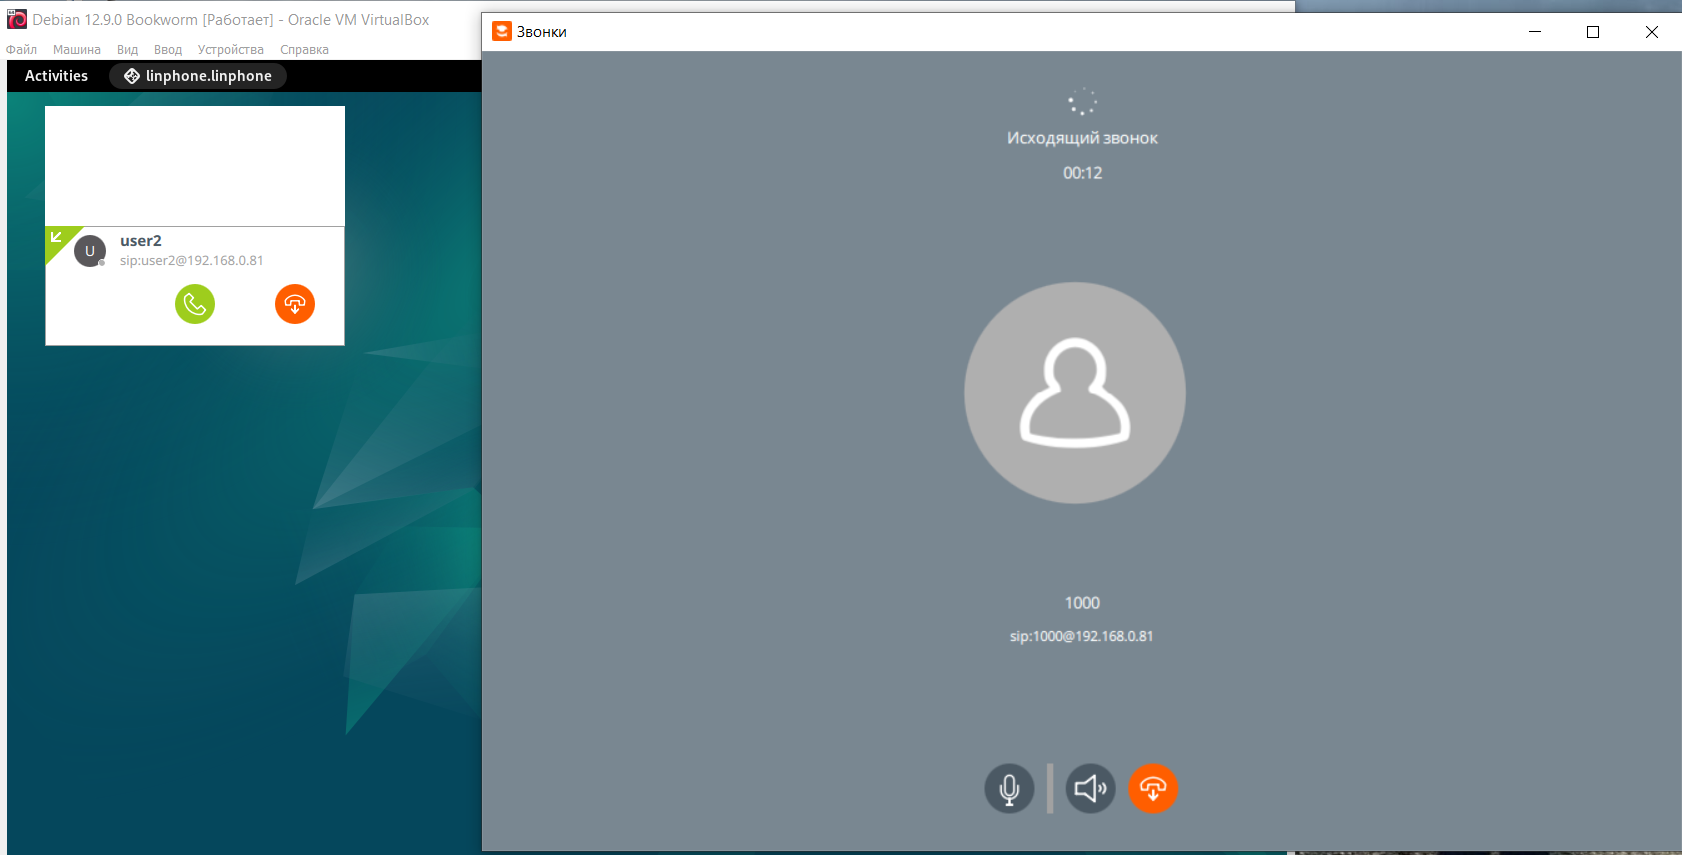 Debian 12.9.0 Bookworm [Работает] - Oracle VM VirtualBox
Файл Машина Вид Ввод Устройства Справка
Activities linphone.linphone
U
user2
sip:user2@192.168.0.81
Звонки
Исходящий звонок
00:12
1000
sip:1000@192.168.0.81